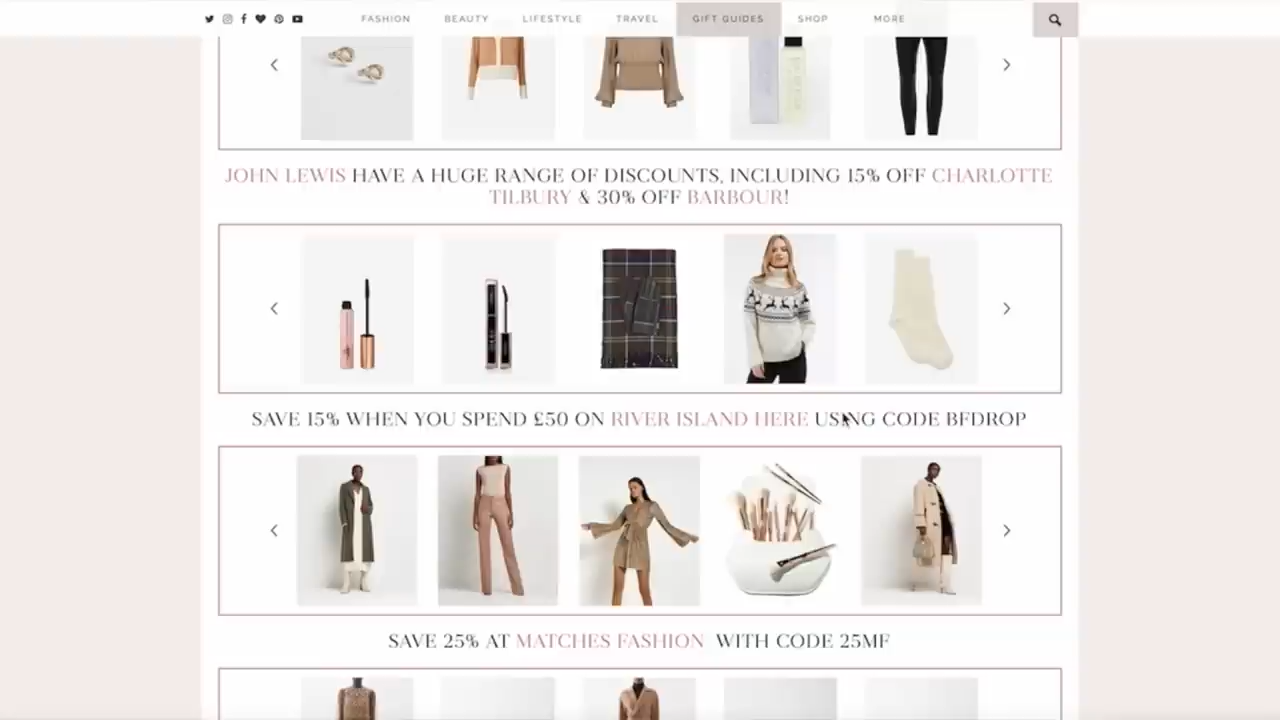 FASHION BEAUTY LIFESTYLE TRAVEL GIFT GUIDES SHOP MORE
JOHN LEWIS HAVE A HUGE RANGE OF DISCOUNTS, INCLUDING 15% OFF CHARLOTTE
TILBURY & 30% OFF BARBOUR!
SAVE 15% WHEN YOU SPEND £50 ON RIVER ISLAND HERE USING CODE BFDROP
SAVE 25% AT MATCHES FASHION WITH CODE 25MF